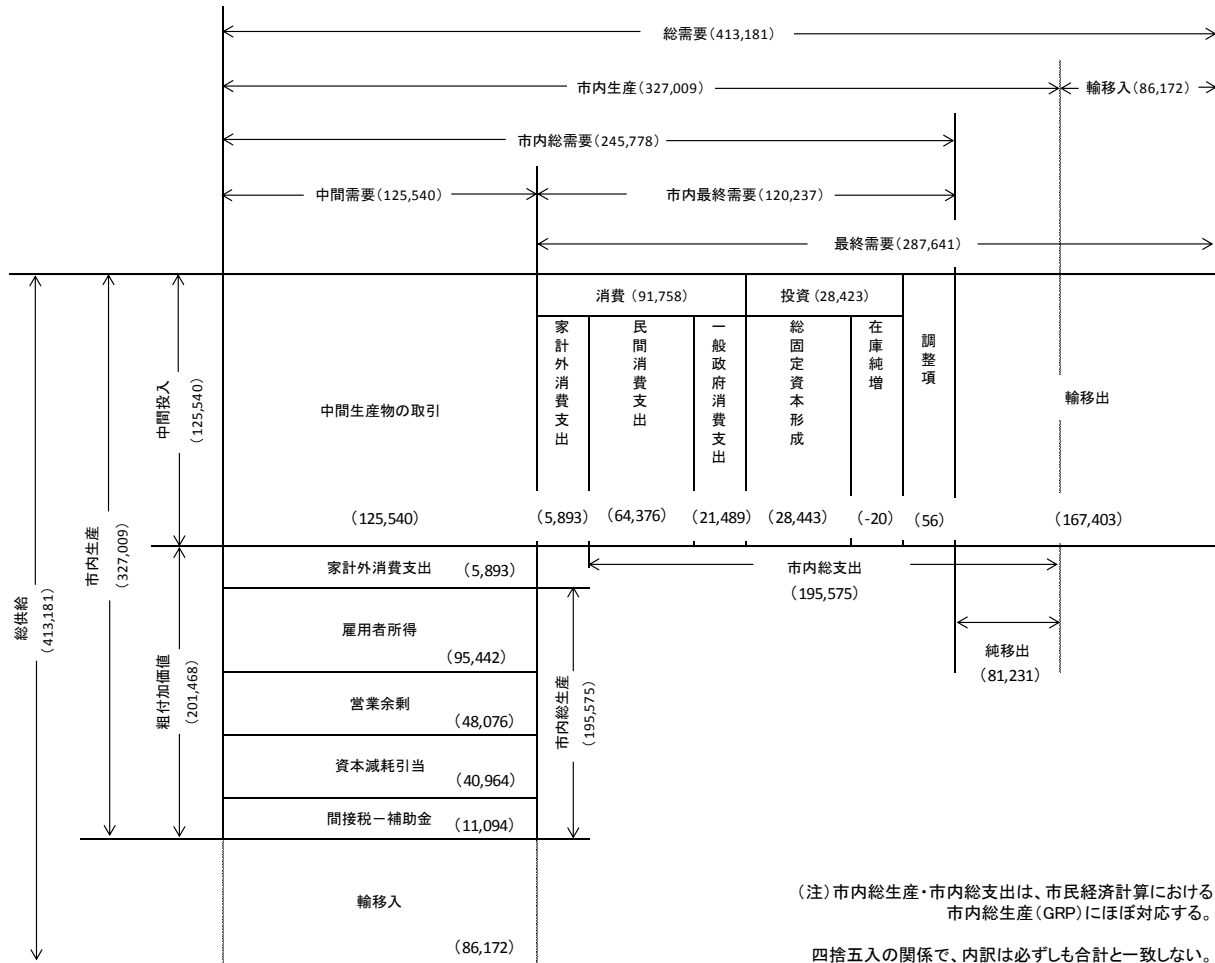 総需要(413,181)
市内生産(327,009)
輸移入(86,172)
市内総需要(245,778)
中間需要(125,540)
市内最終需要(120,237)
最終需要(287,641)
消費 (91,758)
投資(28,423)
家計外消費支出
民間消費支出
一般政府消費支出
総固定資本形成
在庫純増
調整項
輸移出
総供給
(413,181)
市内生産
(327,009)
中間投入
(125,540)
中間生産物の取引
(125,540)
(5,893)
(64,376)
(21,489)
(28,443)
(-20)
(56)
(167,403)
粗付加価値
(201,468)
家計外消費支出 (5,893)
雇用者所得
(95,442)
営業余剰
(48,076)
資本減耗引当
(40,964)
間接税－補助金 (11,094)
市内総生産
(195,575)
市内総支出
(195,575)
純移出
(81,231)
輸移入
(86,172)
(注)市内総生産・市内総支出は、市民経済計算における
市内総生産(GRP)にほぼ対応する。
四捨五入の関係で、内訳は必ずしも合計と一致しない。